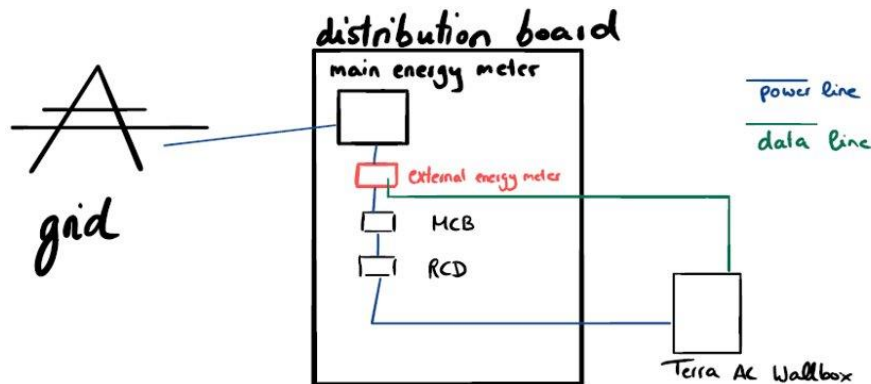 distribution board
main energy meter
power line
data line
external energy meter
grid
MCB
RCD
Terra AC Wallbox